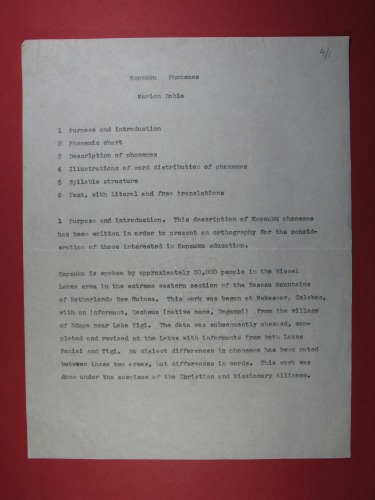 4/1
Kapauku Phonemes
Marion Doble
1 Purpose and introduction
2 Phonemic chart
3 Description of phonemes
4 Illustrations of word distribution of phonemes
5 Syllable structure
6 Text, with literal and free translations
1 Purpose and introduction. This description of Kapauku phonemes
has been written in order to present an orthography for the consid-
eration of those interested in Kapauku education.
Kapauku is spoken by approximately 50,000 people in the Wissel
Lakes area in the extreme western section of the Nassau Mountains
of Netherlands New Guinea. This work was begun at Makassar, Celebes,
with an informant, Zacheus (native name, ) from the village
of near Lake Tigi. The data was subsequently checked, com-
pleted and revised at the Lakes with informants from both Lakes
Paniai and Tigi. No dialect differences in phonemes has been noted
between these two areas, but differences in words. This work was
done under the auspices of the Christian and Missionary Alliance.